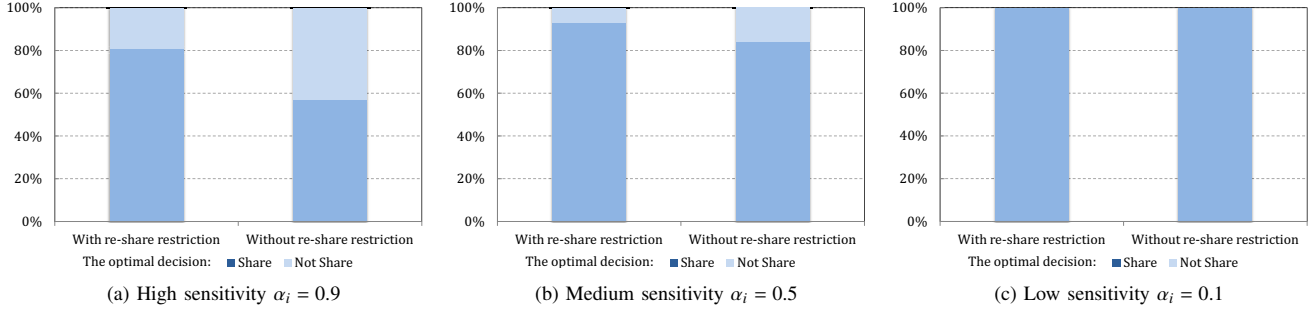 100%
80%
60%
40%
20%
0%
With re-share restriction Without re-share restriction
The optimal decision: Share Not Share
(a) High sensitivity αi = 0.9
100%
80%
60%
40%
20%
0%
With re-share restriction Without re-share restriction
The optimal decision: Share Not Share
(b) Medium sensitivity αi = 0.5
100%
80%
60%
40%
20%
0%
With re-share restriction Without re-share restriction
The optimal decision: Share Not Share
(c) Low sensitivity αi = 0.1